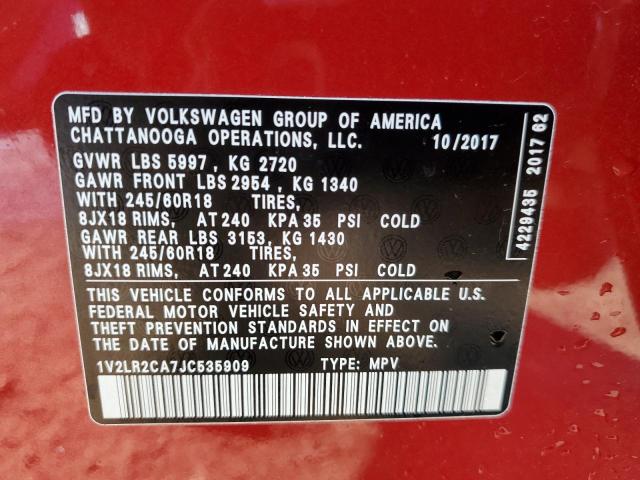 MFD BY VOLKSWAGEN GROUP OF AMERICA
CHATTANOOGA OPERATIONS, LLC. 10/2017
GVWR LBS 5997 , KG 2720
GAWR FRONT LBS 2954 , KG 1340
WITH 245/60R18 TIRES,
8JX18 RIMS, AT 240 KPA 35 PSI COLD
GAWR REAR LBS 3153, KG 1430
WITH 245/60R18 TIRES,
8JX18 RIMS, AT 240 KPA 35 PSI COLD
THIS VEHICLE CONFORMS TO ALL APPLICABLE U.S.
FEDERAL MOTOR VEHICLE SAFETY AND
THEFT PREVENTION STANDARDS IN EFFECT ON
THE DATE OF MANUFACTURE SHOWN ABOVE.
1V2LR2CA7JC535909 TYPE: MPV
4229435 2017 62